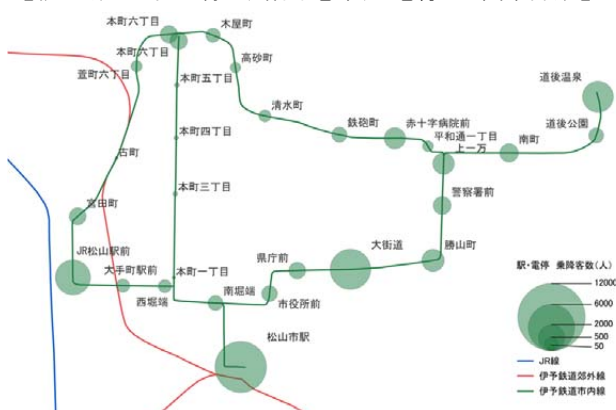 本町六丁目
木屋町
本町六丁目
高砂町
萱町六丁目
本町五丁目
道後温泉
清水町
鉄砲町
赤十字病院前
道後公園
本町四丁目
平和通一丁目
南町
上一万
古町
本町三丁目
警察署前
宮田町
JR松山駅前
大手町駅前
本町一丁目
県庁前
大街道
勝山町
西堀端
南堀端
市役所前
松山市駅
駅・電停 乗降客数(人)
12000
6000
2000
500
50
JR線
伊予鉄道郊外線
伊予鉄道市内線